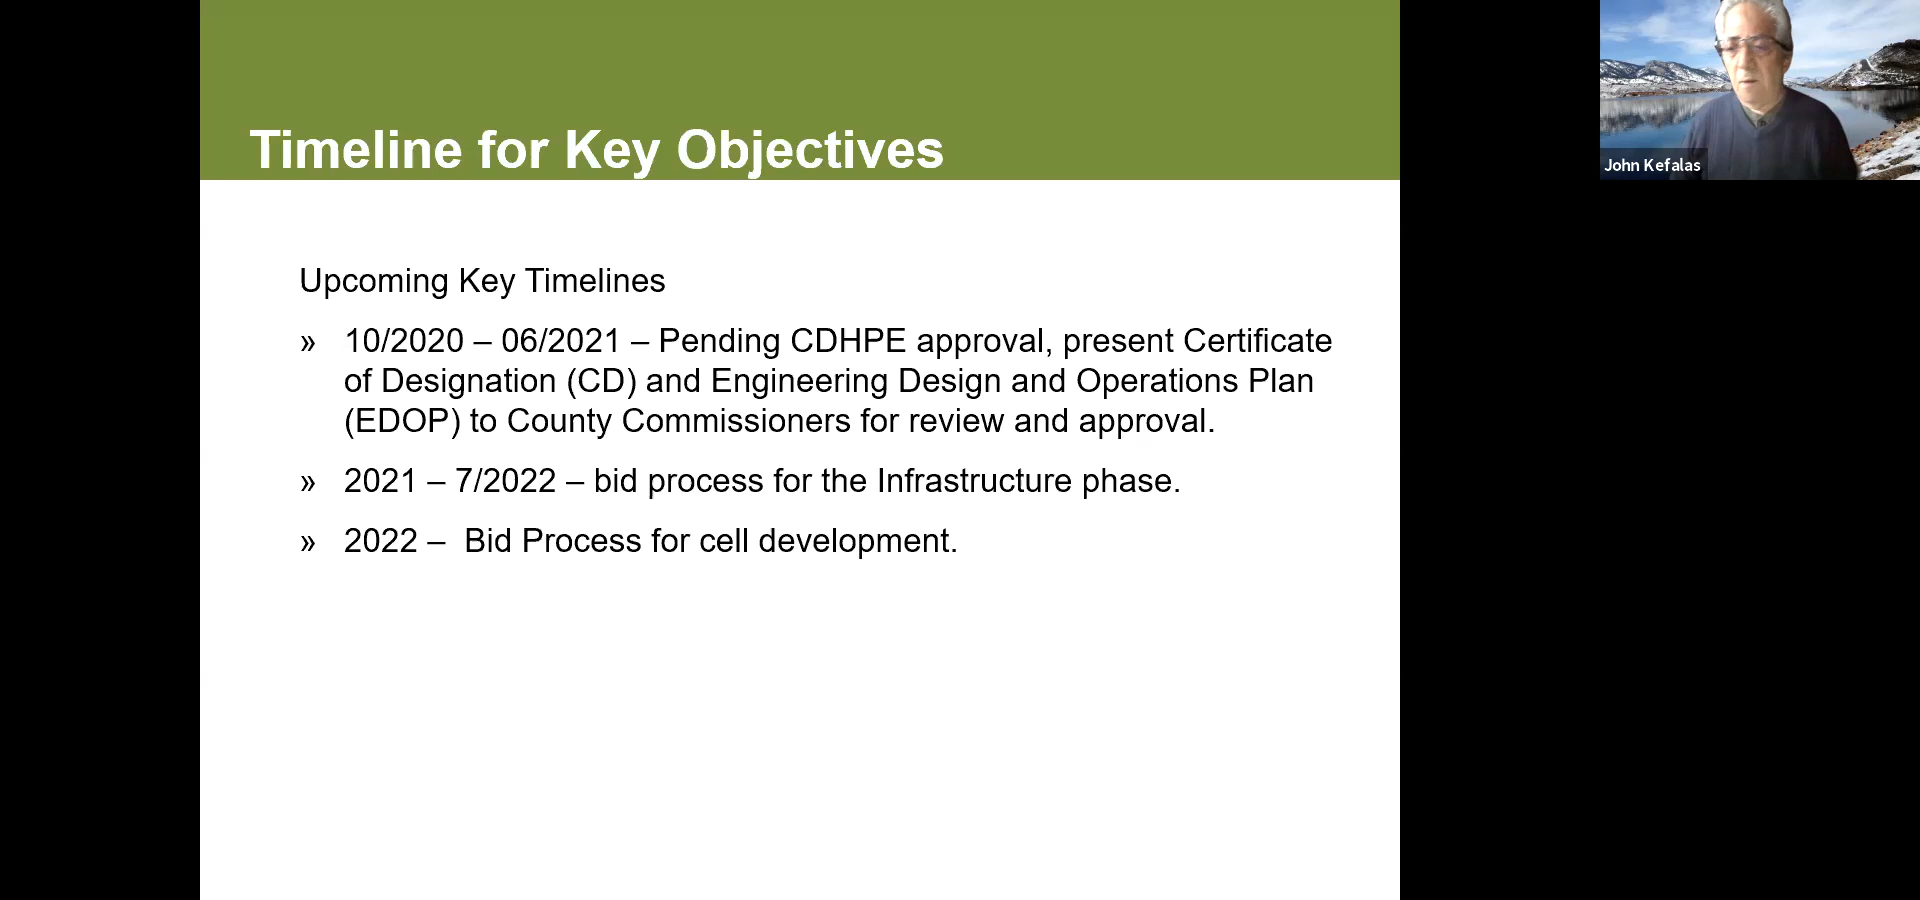 Timeline for Key Objectives
John Kefalas
Upcoming Key Timelines
» 10/2020 – 06/2021 – Pending CDHPE approval, present Certificate
of Designation (CD) and Engineering Design and Operations Plan
(EDOP) to County Commissioners for review and approval.
» 2021 – 7/2022 – bid process for the Infrastructure phase.
» 2022 –  Bid Process for cell development.